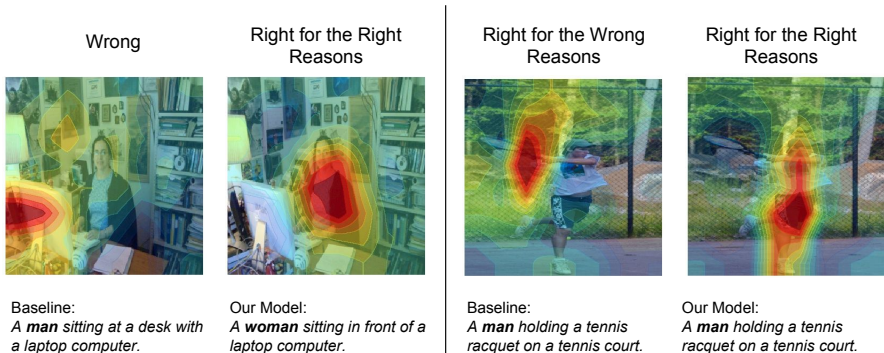 Wrong
Right for the Right
Reasons
Right for the Wrong
Reasons
Right for the Right
Reasons
Baseline:
A man sitting at a desk with
a laptop computer.
Our Model:
A woman sitting in front of a
laptop computer.
Baseline:
A man holding a tennis
racquet on a tennis court.
Our Model:
A man holding a tennis
racquet on a tennis court.